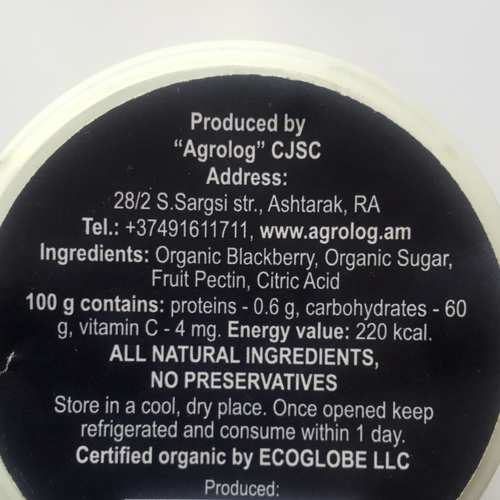 Produced by
“Agrolog” CJSC
Address:
28/2 S.Sargsi str., Ashtarak, RA
Tel.: +37491611711, www.agrolog.am
Ingredients: Organic Blackberry, Organic Sugar,
Fruit Pectin, Citric Acid
100 g contains: proteins - 0.6 g, carbohydrates - 60
g, vitamin C - 4 mg. Energy value: 220 kcal.
ALL NATURAL INGREDIENTS,
NO PRESERVATIVES
Store in a cool, dry place. Once opened keep
refrigerated and consume within 1 day.
Certified organic by ECOGLOBE LLC
Produced: